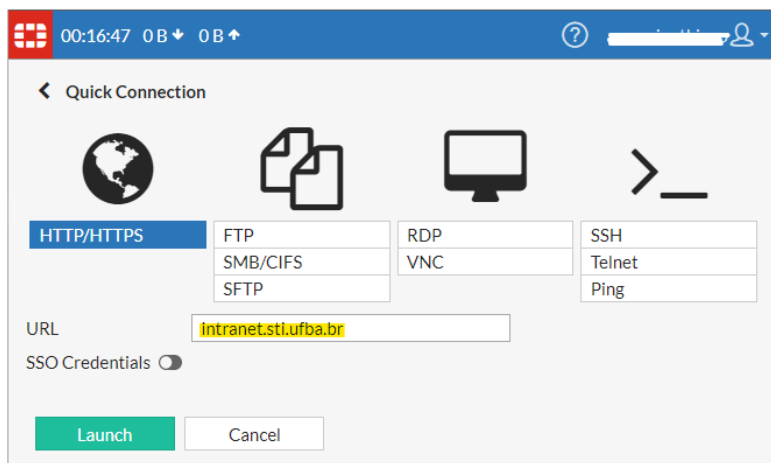 00:16:47 0 B 0 B
Quick Connection
HTTP/HTTPS FTP RDP SSH
SMB/CIFS VNC Telnet
SFTP Ping
URL intranet.sti.ufba.br
SSO Credentials
Launch Cancel